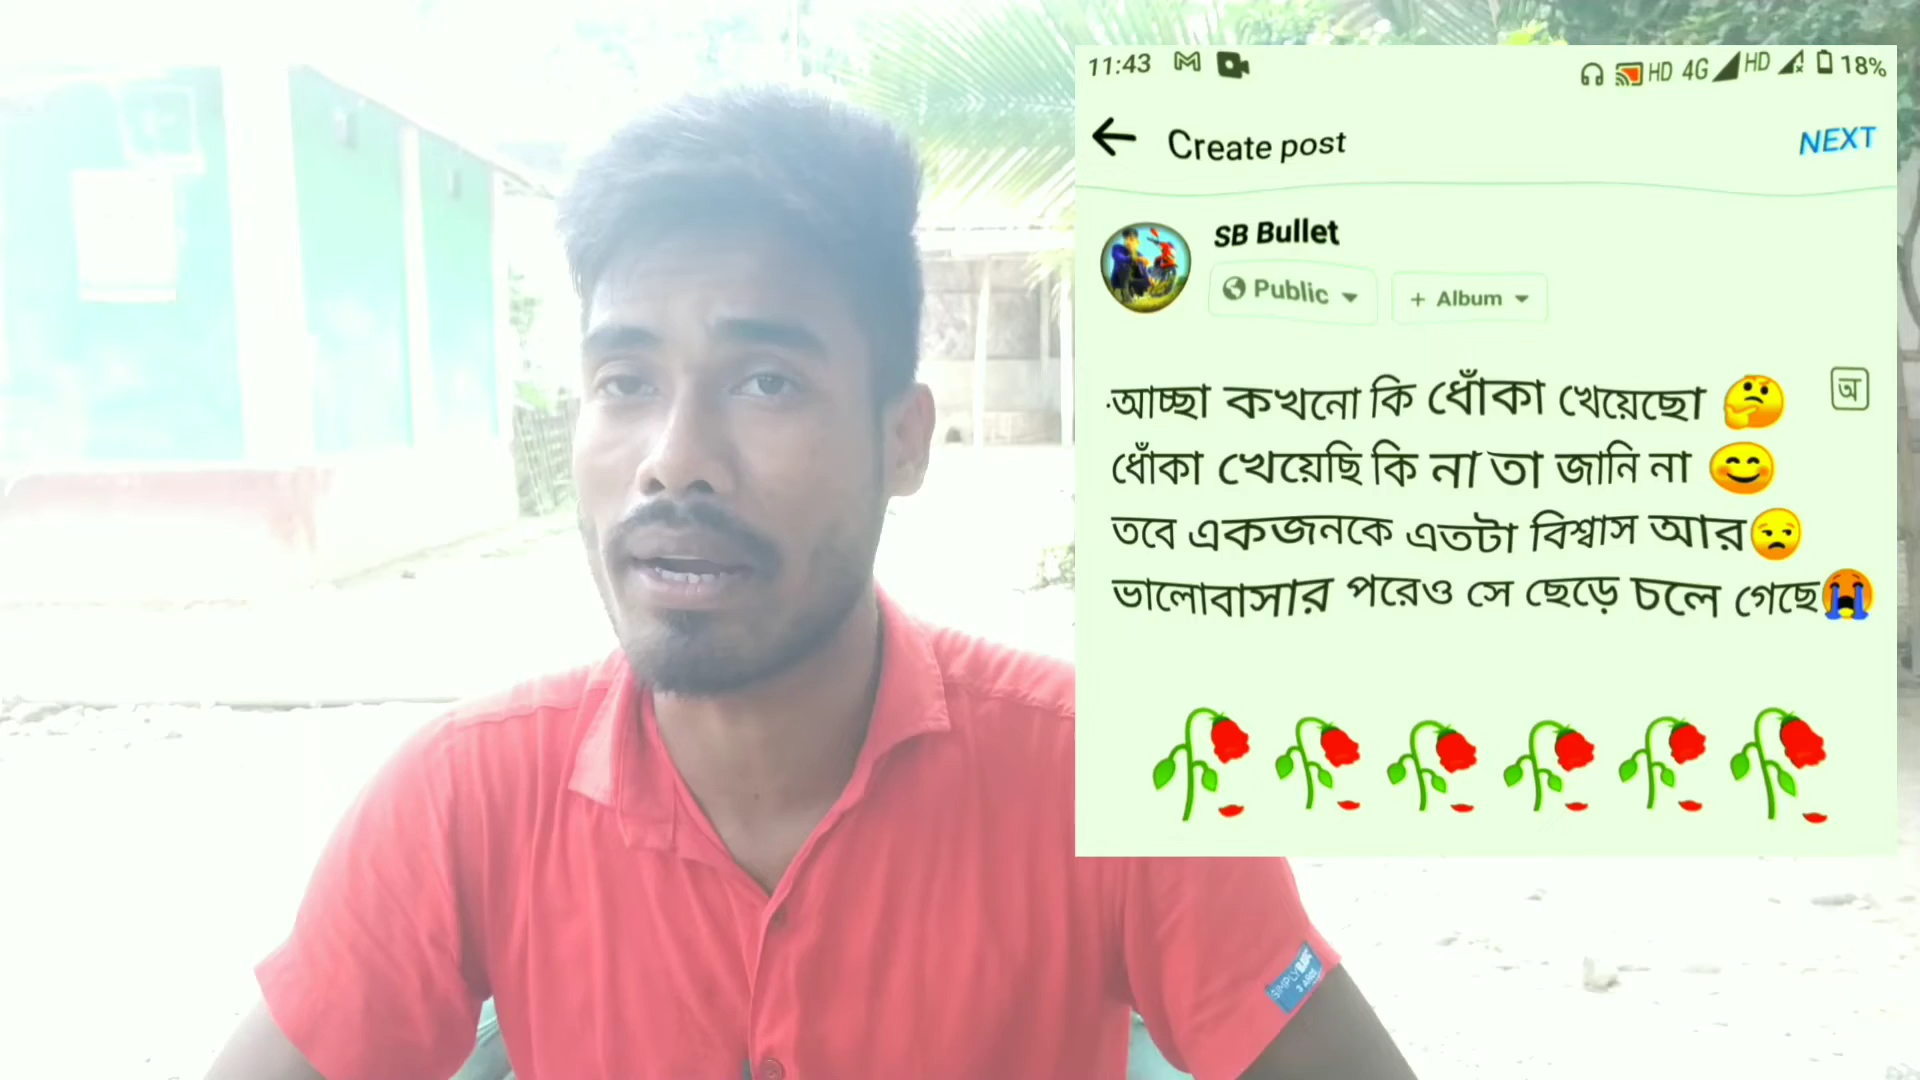 11:43
HD 4G HD 18%
Create post
NEXT
SB Bullet
Public
+ Album
আচ্ছা কখনো কি ধোঁকা খেয়েছো 🤔
অ
ধোঁকা খেয়েছি কি না তা জানি না 😊
তবে একজনকে এতটা বিশ্বাস আর😒
ভালোবাসার পরেও সে ছেড়ে চলে গেছে😭
🥀 🥀 🥀 🥀 🥀 🥀
SIMPLY